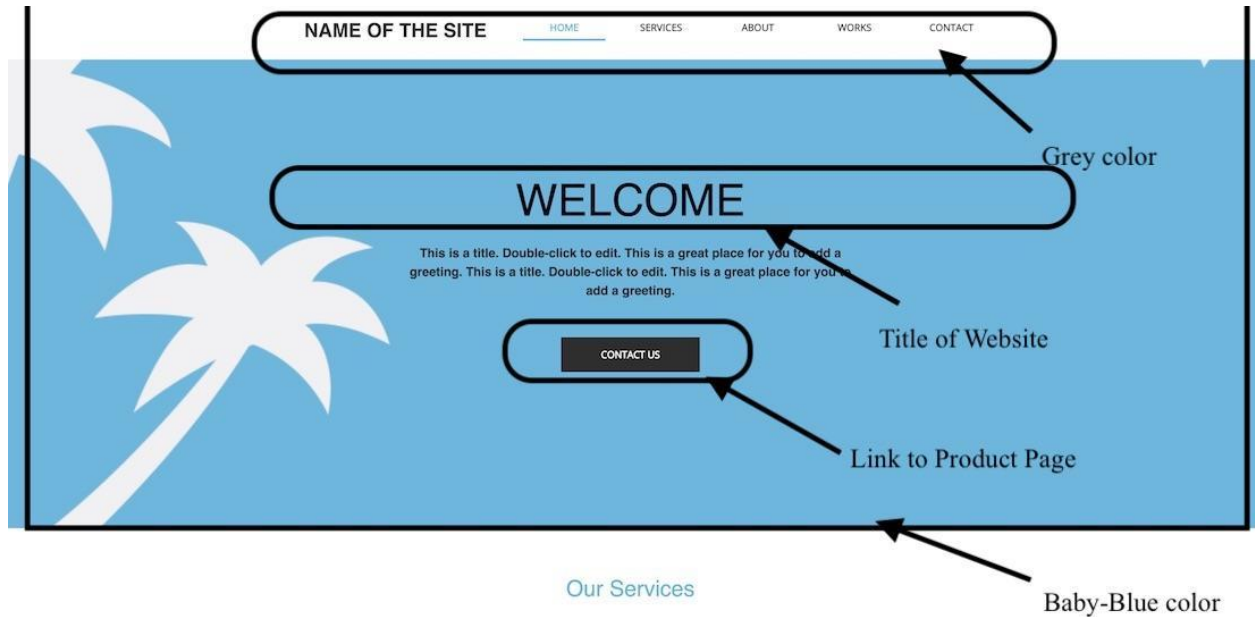 NAME OF THE SITE HOME SERVICES ABOUT WORKS CONTACT
Grey color
WELCOME
This is a title. Double-click to edit. This is a great place for you to add a
greeting. This is a title. Double-click to edit. This is a great place for you to
add a greeting.
Title of Website
CONTACT US
Link to Product Page
Our Services
Baby-Blue color